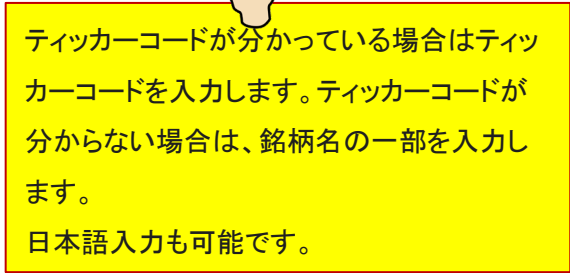 ティッカーコードが分かっている場合はティッ
カーコードを入力します。ティッカーコードが
分からない場合は、銘柄名の一部を入力し
ます。
日本語入力も可能です。